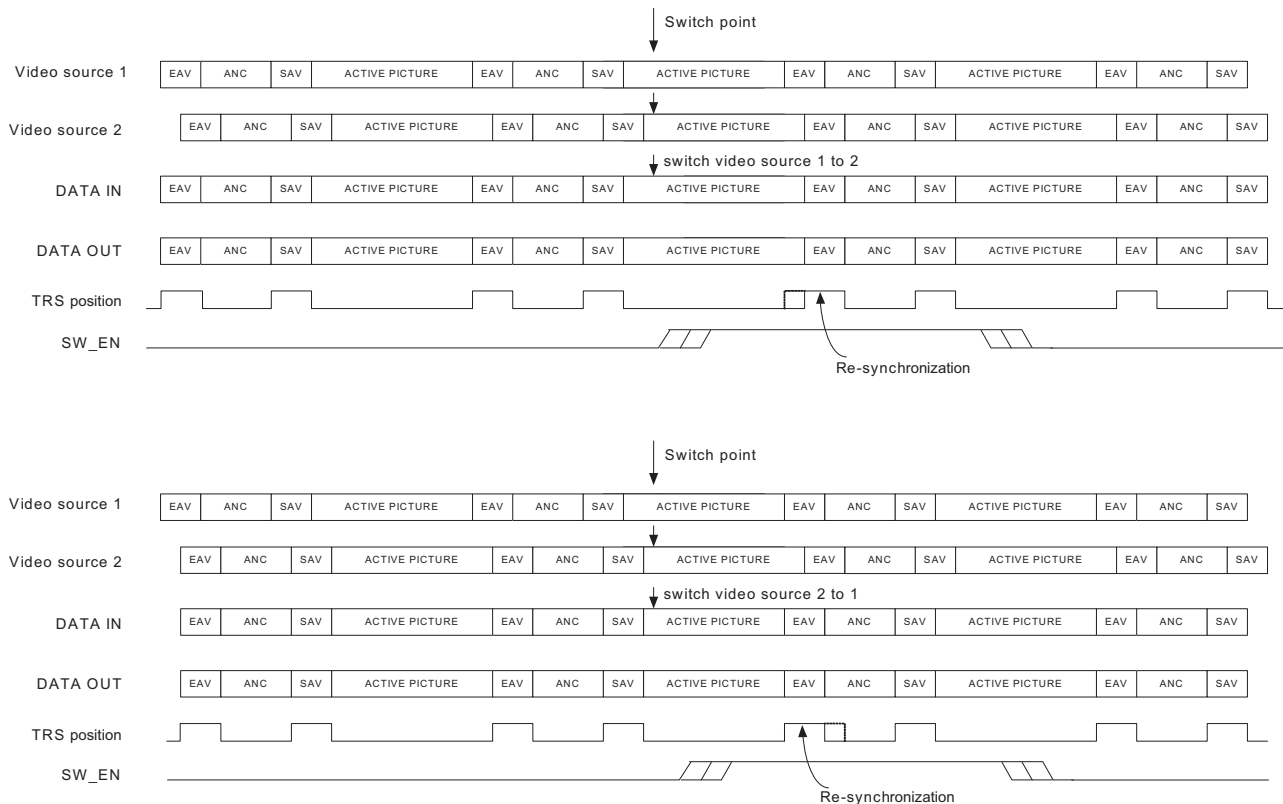 Switch point
Video source 1 EAV ANC SAV ACTIVE PICTURE EAV ANC SAV ACTIVE PICTURE EAV ANC SAV ACTIVE PICTURE EAV ANC SAV
Video source 2 EAV ANC SAV ACTIVE PICTURE EAV ANC SAV ACTIVE PICTURE EAV ANC SAV ACTIVE PICTURE EAV ANC SAV
switch video source 1 to 2
DATA IN EAV ANC SAV ACTIVE PICTURE EAV ANC SAV ACTIVE PICTURE EAV ANC SAV ACTIVE PICTURE EAV ANC SAV
DATA OUT EAV ANC SAV ACTIVE PICTURE EAV ANC SAV ACTIVE PICTURE EAV ANC SAV ACTIVE PICTURE EAV ANC SAV
TRS position
SW_EN
Re-synchronization
Switch point
Video source 1 EAV ANC SAV ACTIVE PICTURE EAV ANC SAV ACTIVE PICTURE EAV ANC SAV ACTIVE PICTURE EAV ANC SAV
Video source 2 EAV ANC SAV ACTIVE PICTURE EAV ANC SAV ACTIVE PICTURE EAV ANC SAV ACTIVE PICTURE EAV ANC SAV
switch video source 2 to 1
DATA IN EAV ANC SAV ACTIVE PICTURE EAV ANC SAV ACTIVE PICTURE EAV ANC SAV ACTIVE PICTURE EAV ANC SAV
DATA OUT EAV ANC SAV ACTIVE PICTURE EAV ANC SAV ACTIVE PICTURE EAV ANC SAV ACTIVE PICTURE EAV ANC SAV
TRS position
SW_EN
Re-synchronization